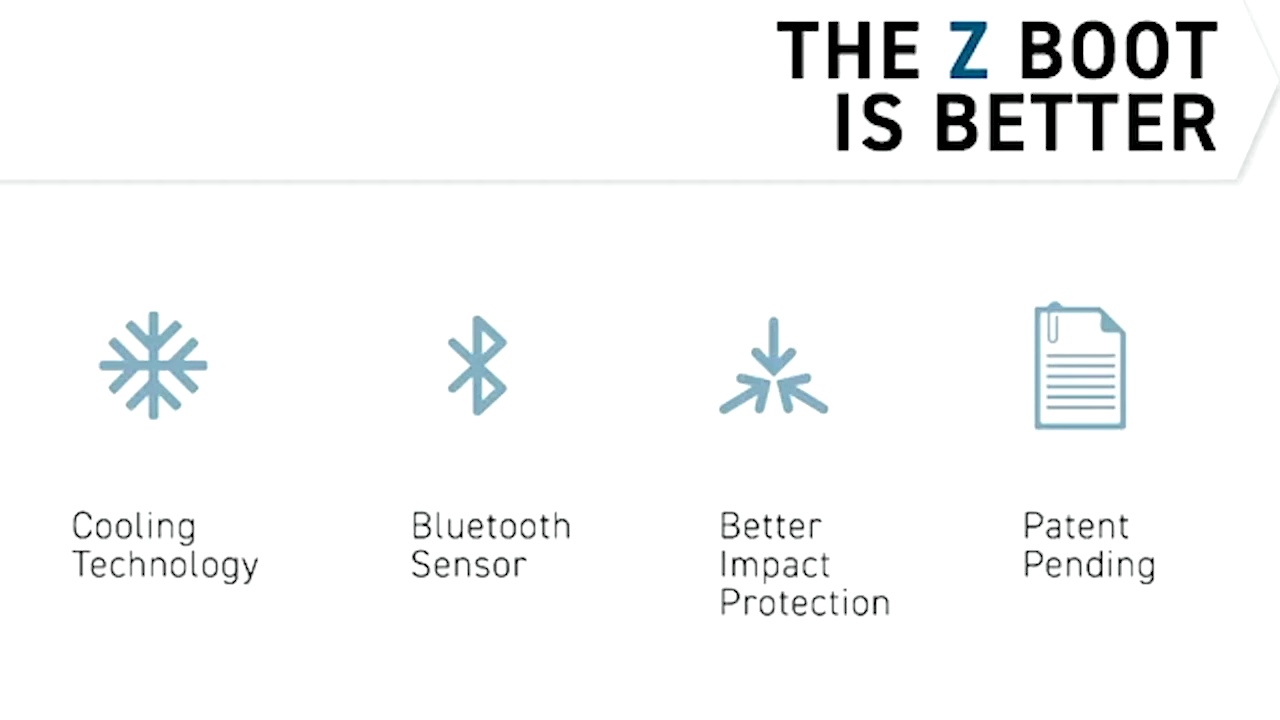 THE Z BOOT
IS BETTER
Cooling
Technology
Bluetooth
Sensor
Better
Impact
Protection
Patent
Pending